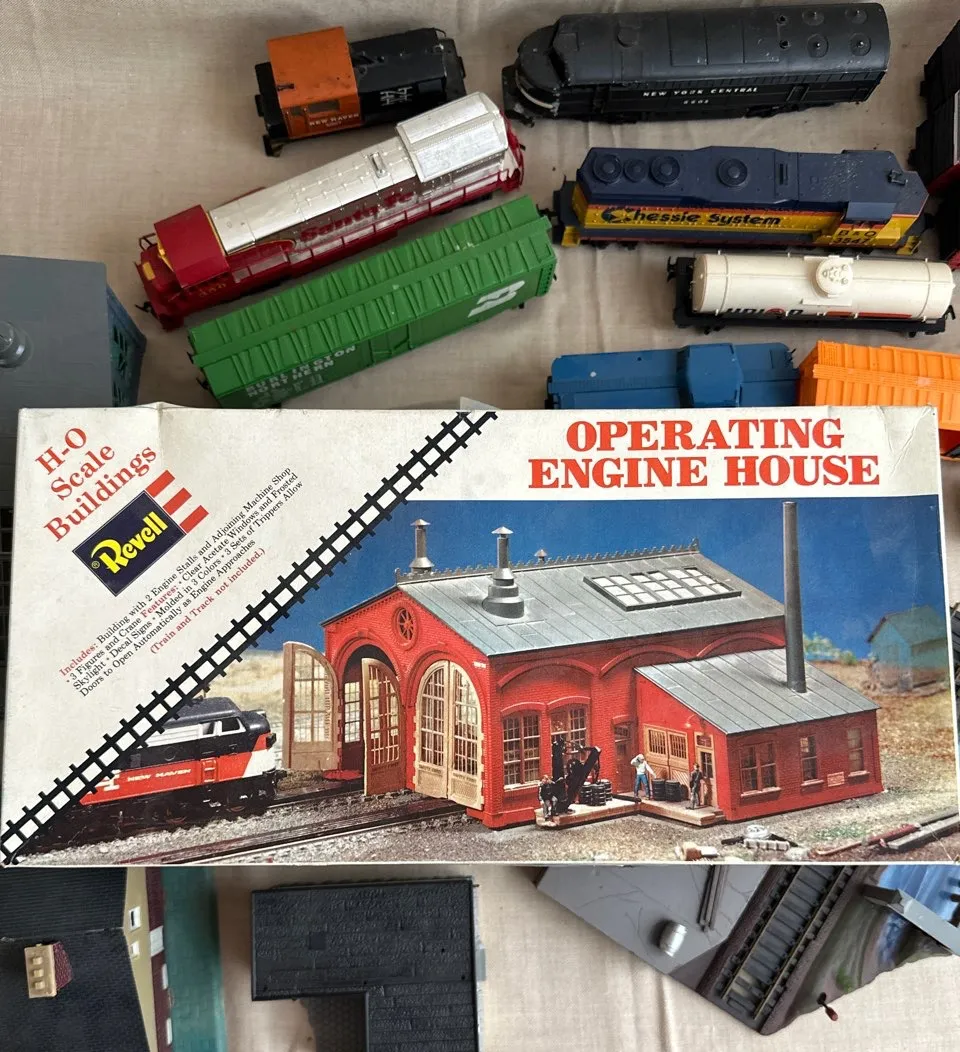 NEW HAVEN
NEW YORK CENTRAL
Santa Fe
Chessie System
B&O
3547
BURLINGTON
NORTHERN
H-O
Scale
Buildings
Revell
®
Includes: Building with 2 Engine Stalls and Adjoining Machine Shop
• 3 Figures and Crane Features: • Clear Acetate Windows and Frosted
Skylight • Decal Signs • Molded in 3 Colors • 3 Sets of Trippers Allow
Doors to Open Automatically as Engine Approaches
(Train and Track not included.)
OPERATING
ENGINE HOUSE
NEW HAVEN